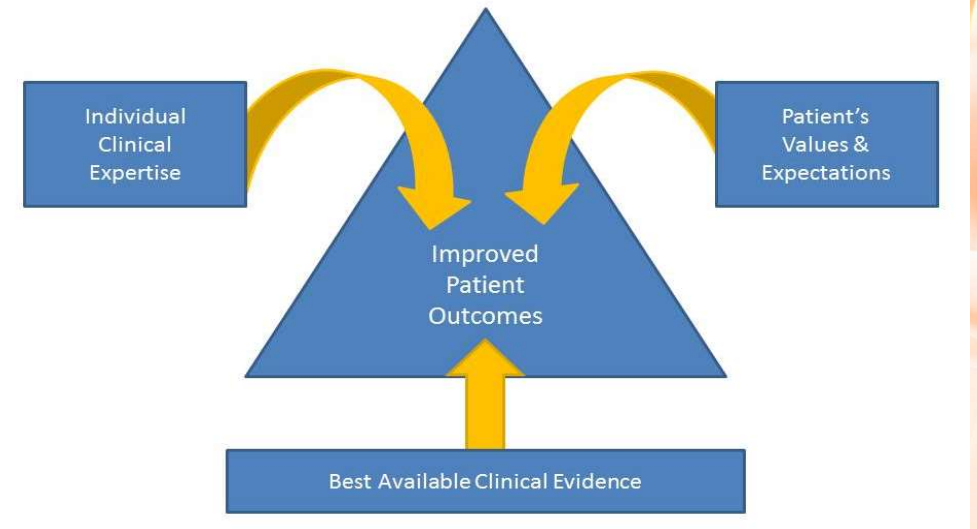 Individual
Clinical
Expertise
Patient's
Values &
Expectations
Improved
Patient
Outcomes
Best Available Clinical Evidence